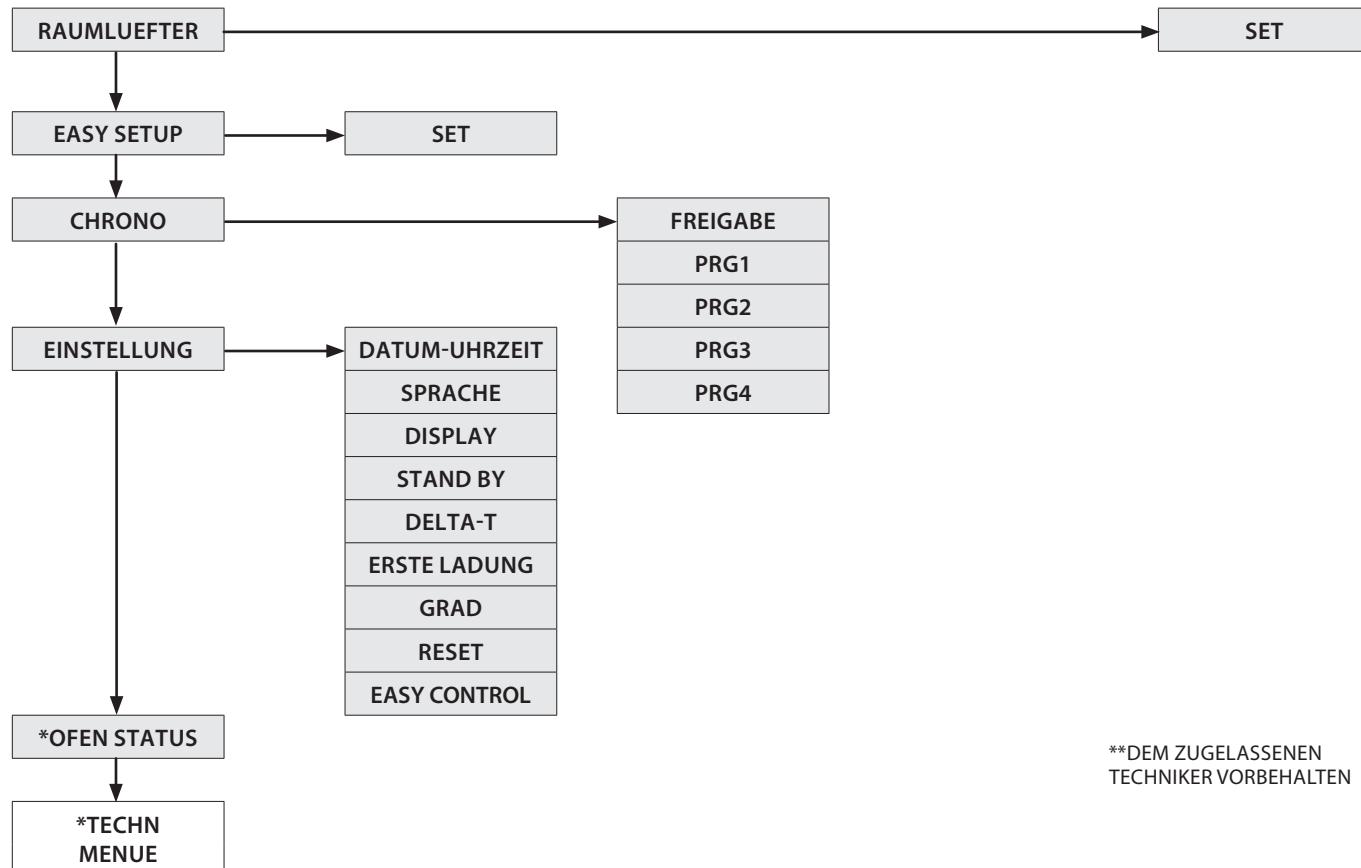 RAUMLUEFTER
SET
EASY SETUP
SET
CHRONO
FREIGABE
PRG1
PRG2
PRG3
PRG4
EINSTELLUNG
DATUM-UHRZEIT
SPRACHE
DISPLAY
STAND BY
DELTA-T
ERSTE LADUNG
GRAD
RESET
EASY CONTROL
*OFEN STATUS
*TECHN
MENUE
**DEM ZUGELASSENEN
TECHNIKER VORBEHALTEN